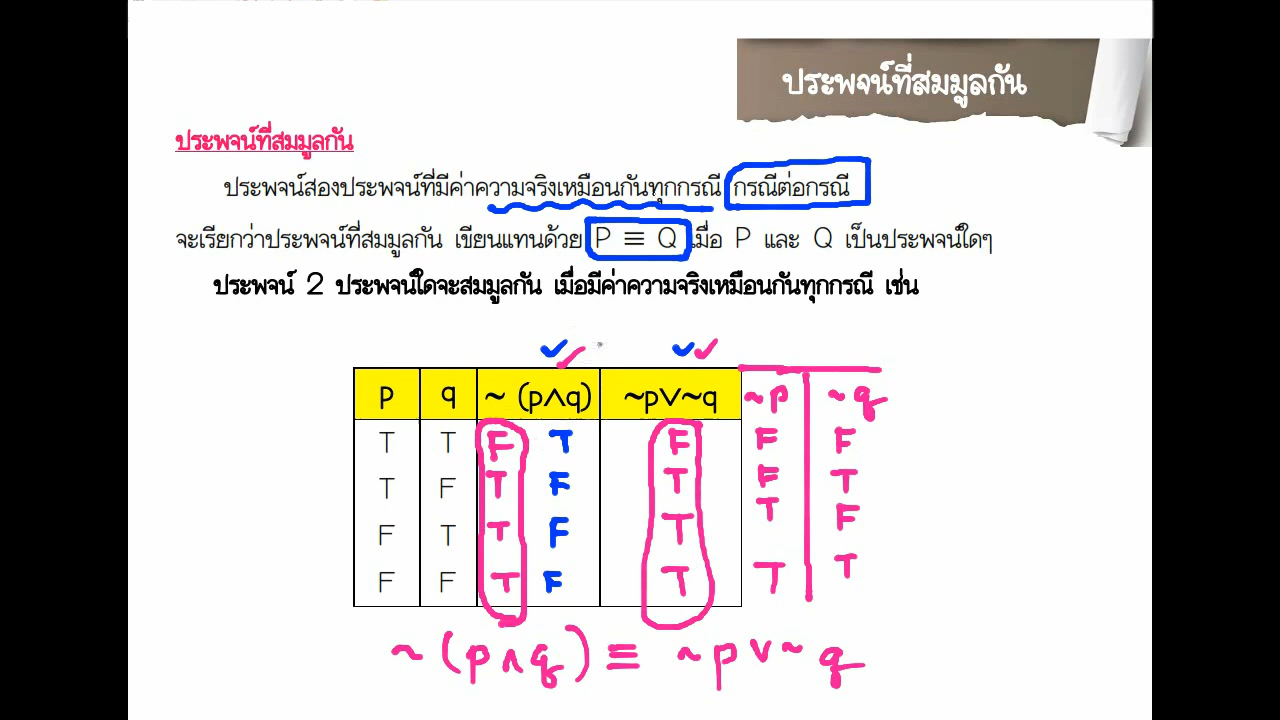 ประพจน์ที่สมมูลกัน
ประพจน์ที่สมมูลกัน
ประพจน์สองประพจน์ที่มีค่าความจริงเหมือนกันทุกกรณี กรณีต่อกรณี
จะเรียกว่าประพจน์ที่สมมูลกัน เขียนแทนด้วย P ≡ Q เมื่อ P และ Q เป็นประพจน์ใดๆ
ประพจน์ 2 ประพจน์ใดจะสมมูลกัน เมื่อมีค่าความจริงเหมือนกันทุกกรณี เช่น
p q ~ (p∧q) ~p∨~q ~p ~q
T T F T F F F
T F T F T F T
F T T F T T F
F F T F T T T
~(p∧q) ≡ ~p∨~q